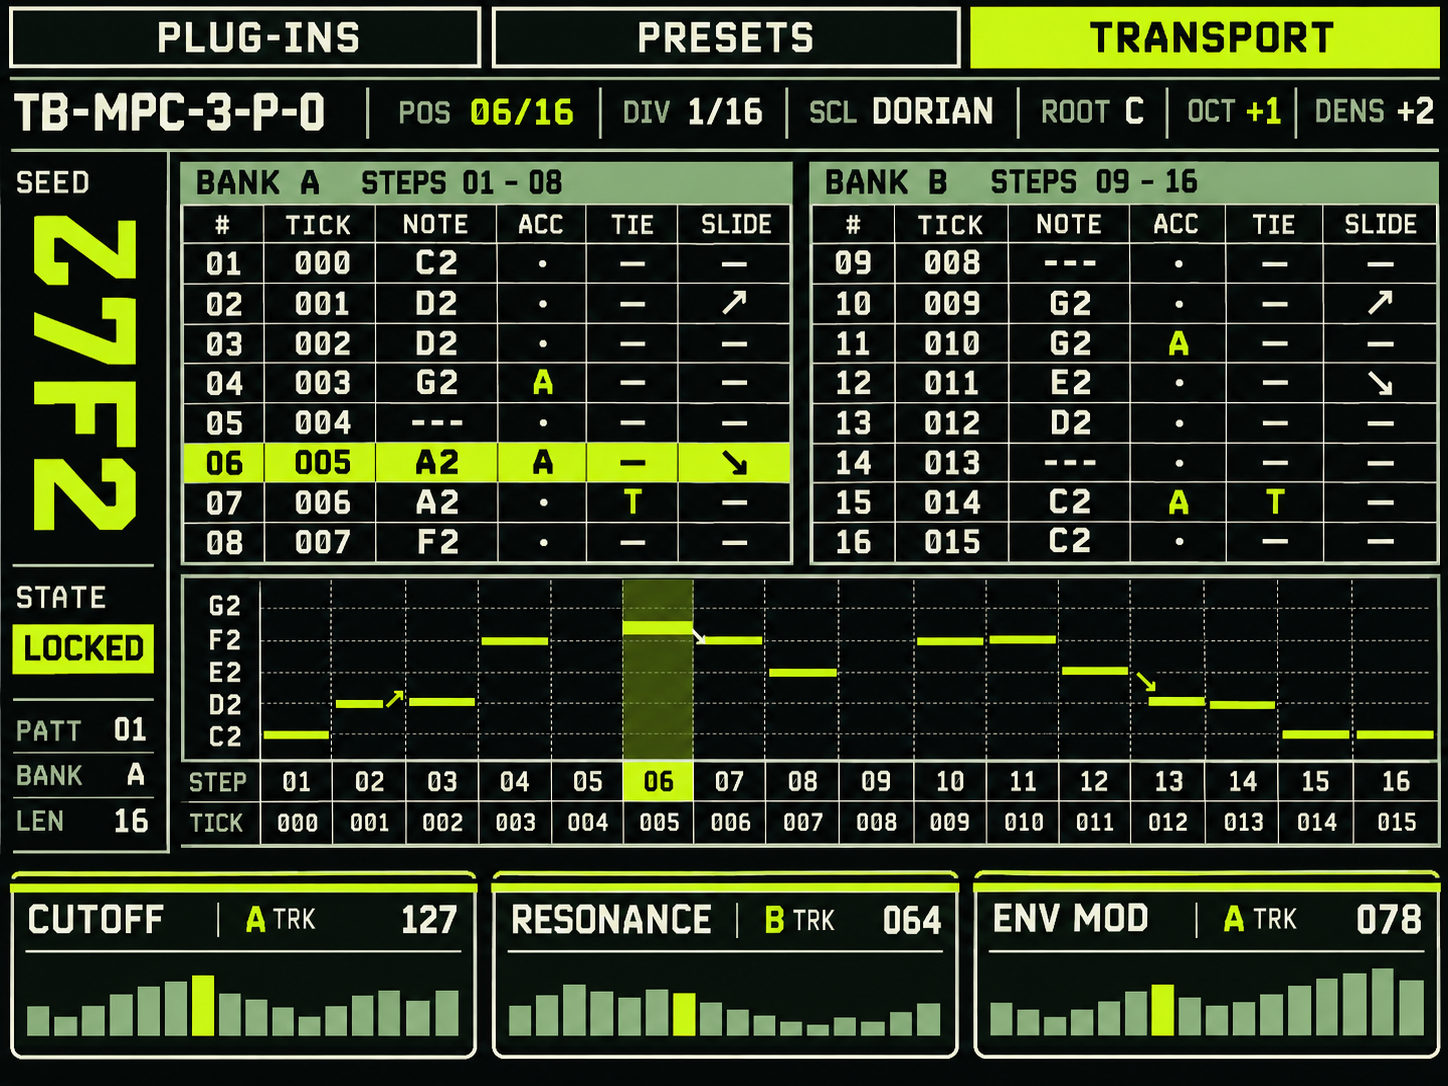 PLUG-INS PRESETS TRANSPORT
TB-MPC-3-P-0 POS 06/16 DIV 1/16 SCL DORIAN ROOT C OCT +1 DENS +2
SEED
Z7F2
STATE
LOCKED
PATT 01
BANK A
LEN 16
BANK A STEPS 01 - 08
# TICK NOTE ACC TIE SLIDE
01 000 C2 · — —
02 001 D2 · — ↗
03 002 D2 · — —
04 003 G2 A — —
05 004 --- · — —
06 005 A2 A — ↘
07 006 A2 · T —
08 007 F2 · — —
BANK B STEPS 09 - 16
# TICK NOTE ACC TIE SLIDE
09 008 --- · — —
10 009 G2 · — ↗
11 010 G2 A — —
12 011 E2 · — ↘
13 012 D2 · — —
14 013 --- · — —
15 014 C2 A T —
16 015 C2 · — —
G2
F2
E2
D2
C2
STEP 01 02 03 04 05 06 07 08 09 10 11 12 13 14 15 16
TICK 000 001 002 003 004 005 006 007 008 009 010 011 012 013 014 015
CUTOFF A TRK 127
RESONANCE B TRK 064
ENV MOD A TRK 078